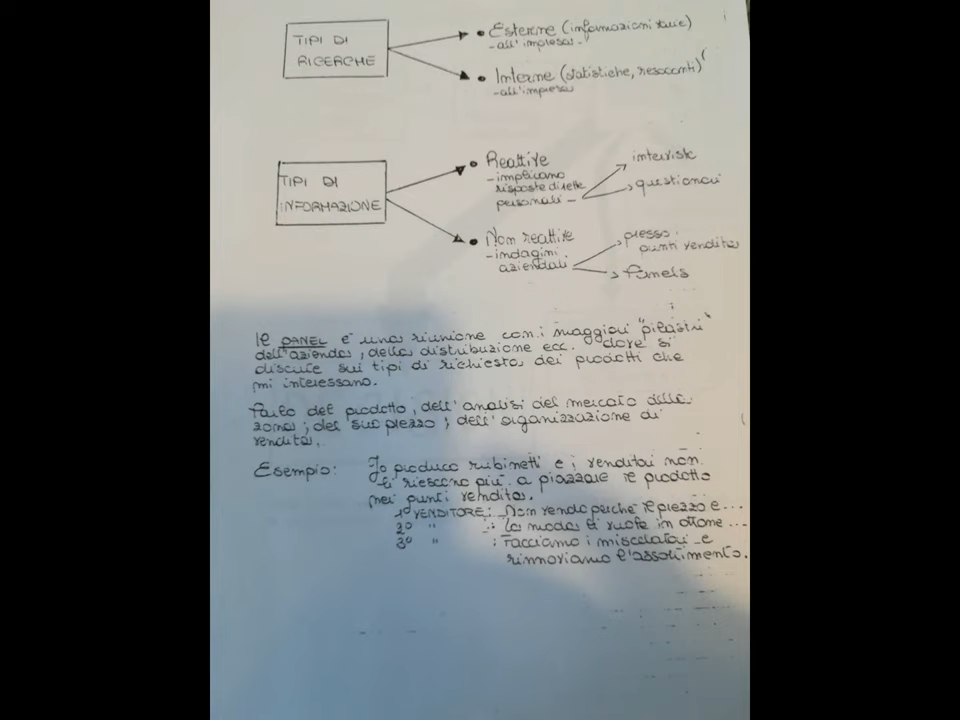 TIPI DI
RICERCHE
• Esterne (informazioni varie)
- all'impresa -
• Interne (statistiche, resoconti)
- all'impresa
TIPI DI
INFORMAZIONE
• Reattive
- implicano
risposte dirette
personali -
interviste
questionari
• Non reattive
- indagini
aziendali
presso i
punti vendita
Panels
Il PANEL è una riunione con i maggiori "pilastri"
dell'azienda, della distribuzione ecc. dove si
discute sui tipi di richiesta dei prodotti che
mi interessano.
Parlo del prodotto, dell'analisi del mercato della
zona, del suo prezzo, dell'organizzazione di
vendita.
Esempio: Io produco rubinetti e i venditori non
li riescono più a piazzare il prodotto
nei punti vendita.
1° VENDITORE: Non vendo perchè il prezzo è...
2° " : La moda li vuole in ottone...
3° " : Facciamo i miscelatori e
rinnoviamo l'assortimento.